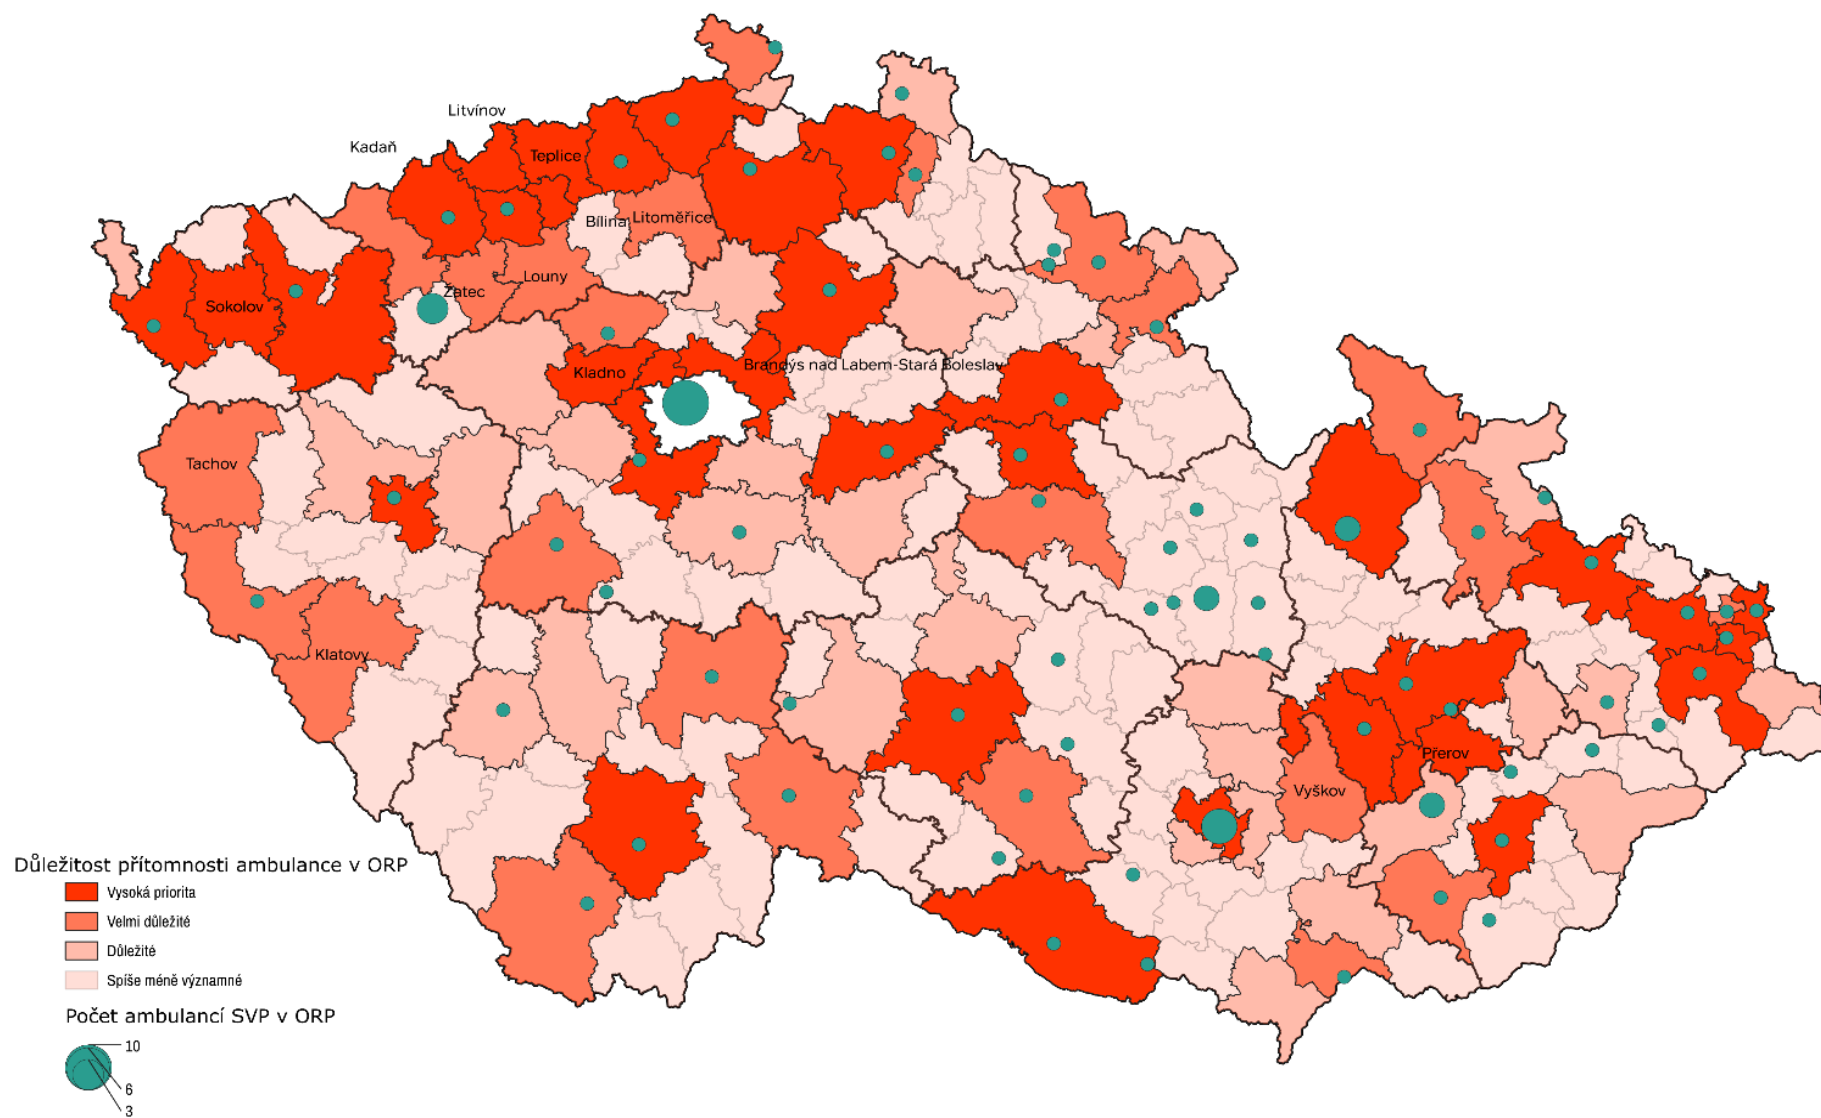 Litvínov
Kadaň
Teplice
Bílina
Litoměřice
Louny
Žatec
Sokolov
Brandýs nad Labem-Stará Boleslav
Kladno
Tachov
Klatovy
Přerov
Vyškov
Důležitost přítomnosti ambulance v ORP
Vysoká priorita
Velmi důležité
Důležité
Spíše méně významné
Počet ambulancí SVP v ORP
10
6
3